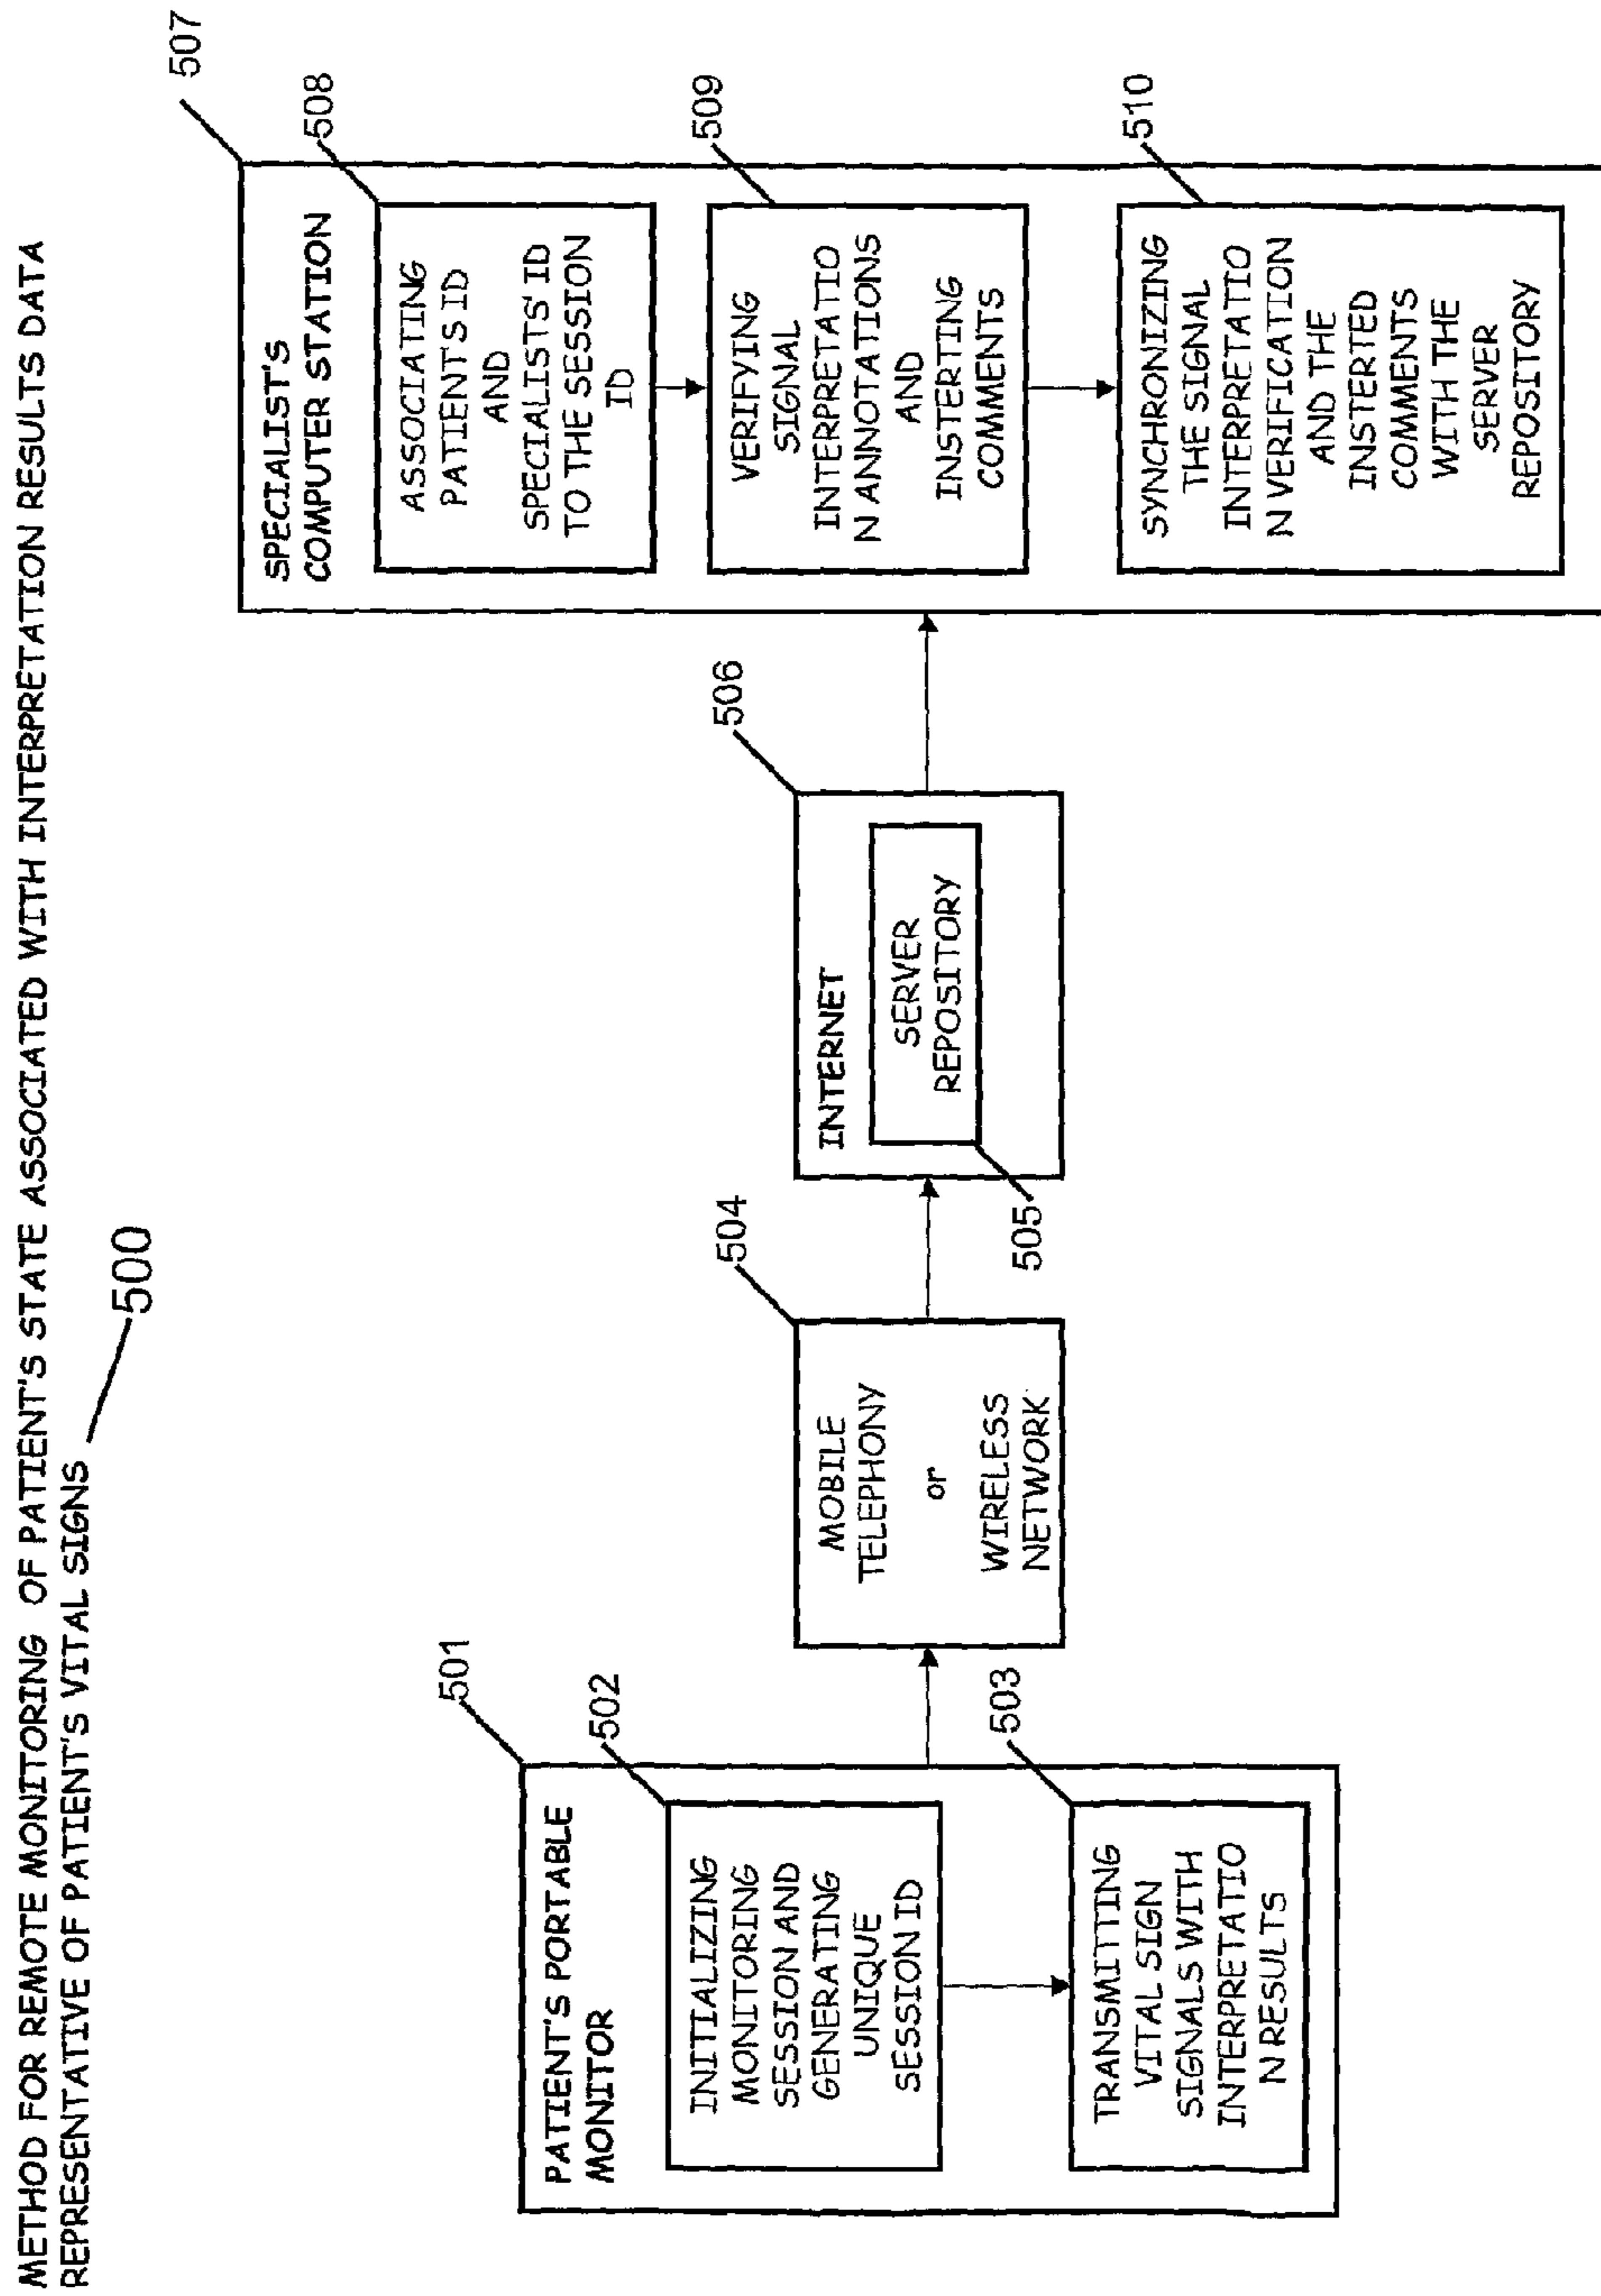 METHOD FOR REMOTE MONITORING OF PATIENT'S STATE ASSOCIATED WITH INTERPRETATION RESULTS DATA
REPRESENTATIVE OF PATIENT'S VITAL SIGNS
500
501
PATIENT'S PORTABLE
MONITOR
502
INITIALIZING
MONITORING
SESSION AND
GENERATING
UNIQUE
SESSION ID
503
TRANSMITTING
VITAL SIGN
SIGNALS WITH
INTERPRETATIO
N RESULTS
504
MOBILE
TELEPHONY
or
WIRELESS
NETWORK
506
INTERNET
SERVER
REPOSITORY
505
507
SPECIALIST'S
COMPUTER STATION
508
ASSOCIATING
PATIENT'S ID
AND
SPECIALISTS' ID
TO THE SESSION
ID
509
VERIFYING
SIGNAL
INTERPRETATIO
N ANNOTATIONS
AND
INSTERTING
COMMENTS
510
SYNCHRONIZING
THE SIGNAL
INTERPRETATIO
N VERIFICATION
AND THE
INSTERTED
COMMENTS
WITH THE
SERVER
REPOSITORY